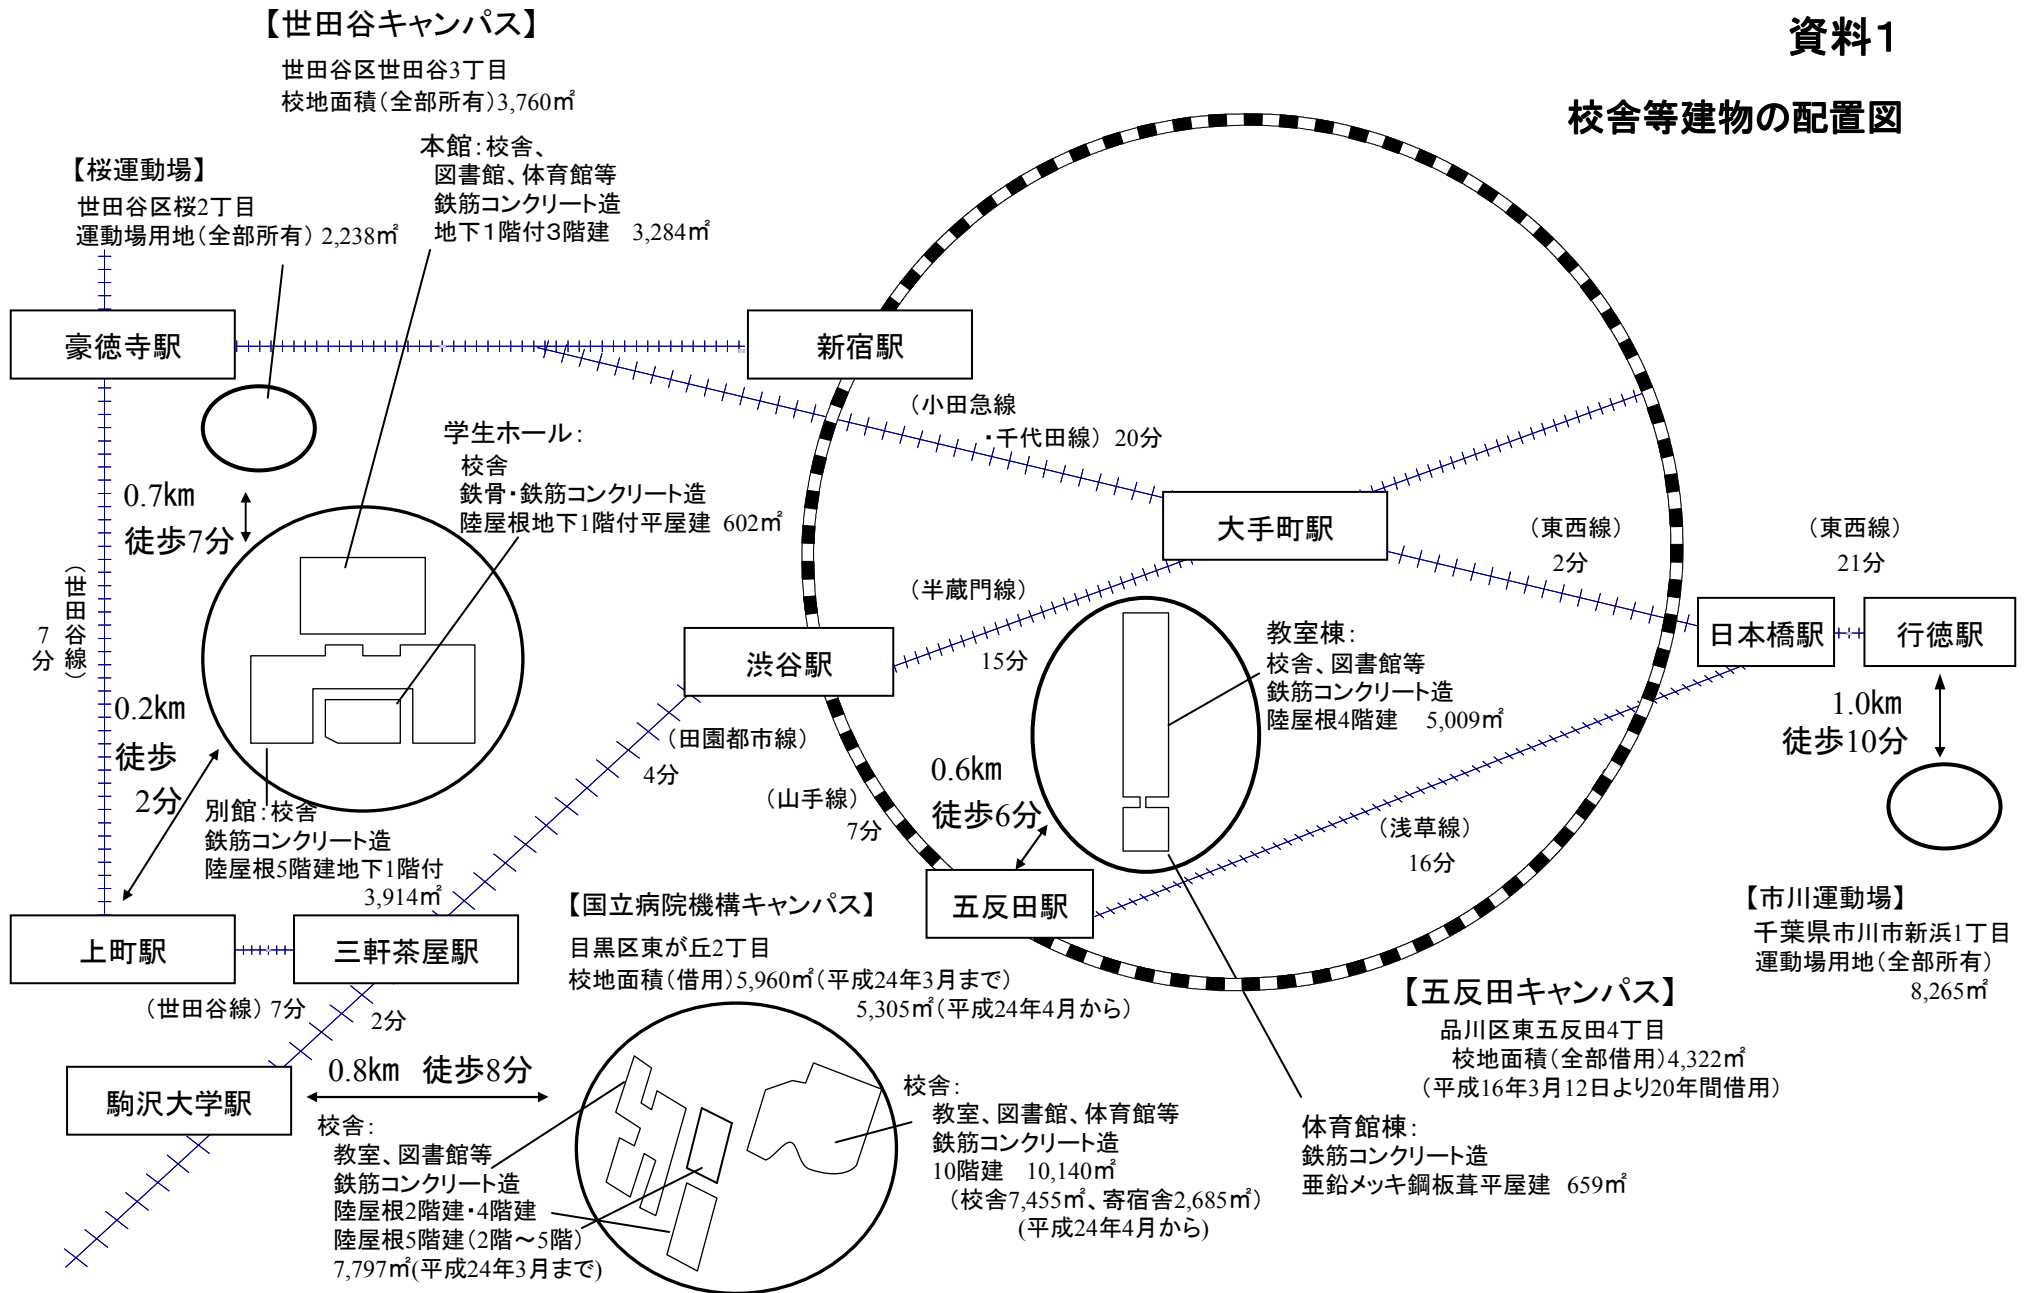 資料1
校舎等建物の配置図
【世田谷キャンパス】
世田谷区世田谷3丁目
校地面積(全部所有)3,760㎡
本館:校舎、
図書館、体育館等
鉄筋コンクリート造
地下1階付3階建 3,284㎡
【桜運動場】
世田谷区桜2丁目
運動場用地(全部所有) 2,238㎡
豪徳寺駅
新宿駅
(小田急線
・千代田線) 20分
学生ホール:
校舎
鉄骨・鉄筋コンクリート造
陸屋根地下1階付平屋建 602㎡
0.7km
徒歩7分
大手町駅
(東西線)
2分
(東西線)
21分
(世田谷線)
7分
(半蔵門線)
15分
渋谷駅
日本橋駅
行徳駅
教室棟:
校舎、図書館等
鉄筋コンクリート造
陸屋根4階建 5,009㎡
0.2km
徒歩
2分
(田園都市線)
4分
(山手線)
7分
0.6km
徒歩6分
1.0km
徒歩10分
(浅草線)
16分
別館:校舎
鉄筋コンクリート造
陸屋根5階建地下1階付
3,914㎡
上町駅
三軒茶屋駅
五反田駅
(世田谷線) 7分
2分
【国立病院機構キャンパス】
目黒区東が丘2丁目
校地面積(借用)5,960㎡(平成24年3月まで)
5,305㎡(平成24年4月から)
【市川運動場】
千葉県市川市新浜1丁目
運動場用地(全部所有)
8,265㎡
【五反田キャンパス】
品川区東五反田4丁目
校地面積(全部借用)4,322㎡
(平成16年3月12日より20年間借用)
駒沢大学駅
0.8km 徒歩8分
校舎:
教室、図書館等
鉄筋コンクリート造
陸屋根2階建・4階建
陸屋根5階建(2階~5階)
7,797㎡(平成24年3月まで)
校舎:
教室、図書館、体育館等
鉄筋コンクリート造
10階建 10,140㎡
(校舎7,455㎡、寄宿舎2,685㎡)
(平成24年4月から)
体育館棟:
鉄筋コンクリート造
亜鉛メッキ鋼板葺平屋建 659㎡